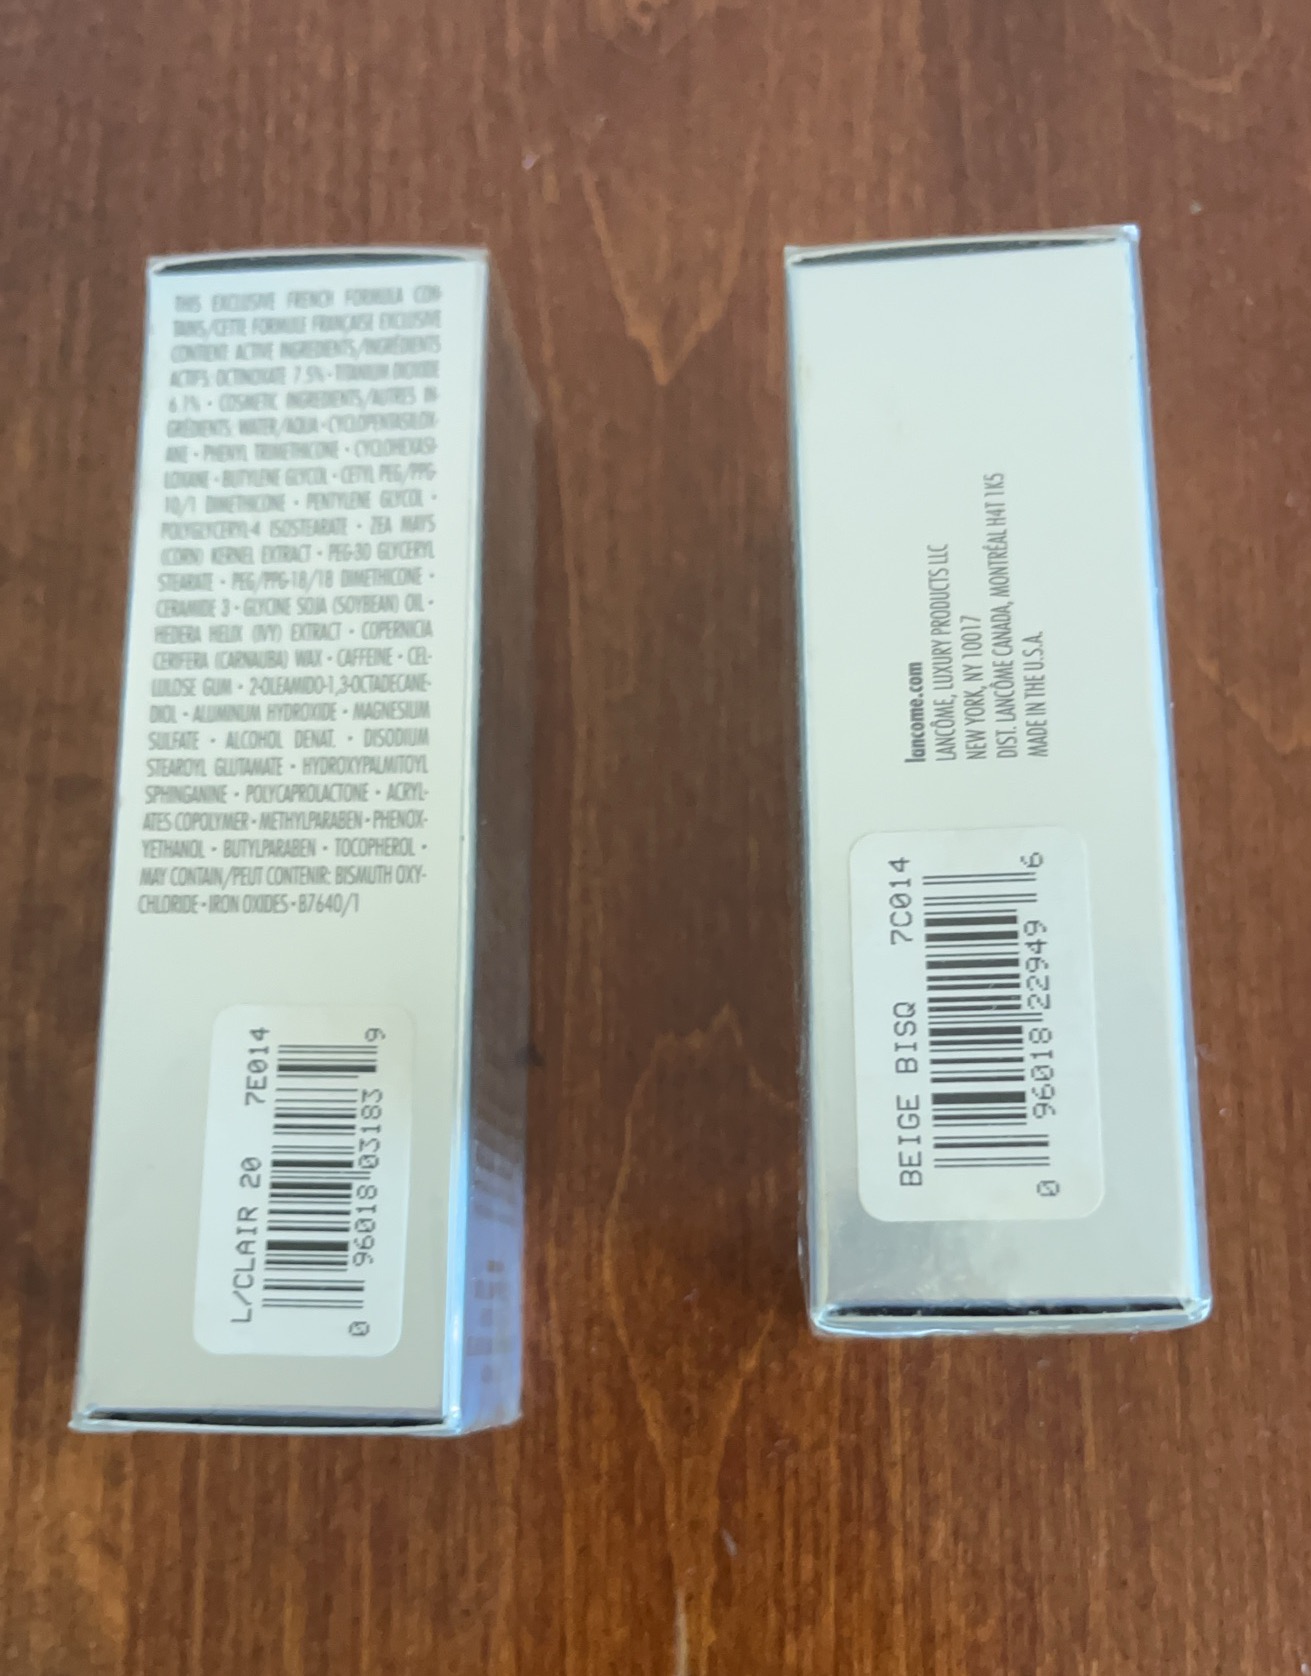 THIS EXCLUSIVE FRENCH FORMULA CON-
TAINS/CETTE FORMULE FRANÇAISE EXCLUSIVE
CONTIENT ACTIVE INGREDIENTS/INGRÉDIENTS
ACTIFS: OCTINOXATE 7.5% • TITANIUM DIOXIDE
6.1% • COSMETIC INGREDIENTS/AUTRES IN-
GRÉDIENTS: WATER/AQUA • CYCLOPENTASILOX-
ANE • PHENYL TRIMETHICONE • CYCLOHEXASI-
LOXANE • BUTYLENE GLYCOL • CETYL PEG/PPG-
10/1 DIMETHICONE • PENTYLENE GLYCOL •
POLYGLYCERYL-4 ISOSTEARATE • ZEA MAYS
(CORN) KERNEL EXTRACT • PEG-30 GLYCERYL
STEARATE • PEG/PPG-18/18 DIMETHICONE •
CERAMIDE 3 • GLYCINE SOJA (SOYBEAN) OIL •
HEDERA HELIX (IVY) EXTRACT • COPERNICIA
CERIFERA (CARNAUBA) WAX • CAFFEINE • CEL-
LULOSE GUM • 2-OLEAMIDO-1,3-OCTADECANE-
DIOL • ALUMINUM HYDROXIDE • MAGNESIUM
SULFATE • ALCOHOL DENAT. • DISODIUM
STEAROYL GLUTAMATE • HYDROXYPALMITOYL
SPHINGANINE • POLYCAPROLACTONE • ACRYL-
ATES COPOLYMER • METHYLPARABEN • PHENOX-
YETHANOL • BUTYLPARABEN • TOCOPHEROL •
MAY CONTAIN/PEUT CONTENIR: BISMUTH OXY-
CHLORIDE • IRON OXIDES • B7640/1
L/CLAIR 20 7E014
0 96018 03183 9
lancome.com
LANCÔME, LUXURY PRODUCTS LLC
NEW YORK, NY 10017
DIST. LANCÔME CANADA, MONTRÉAL H4T 1K5
MADE IN THE U.S.A.
BEIGE BISQ 7C014
0 96018 22949 6